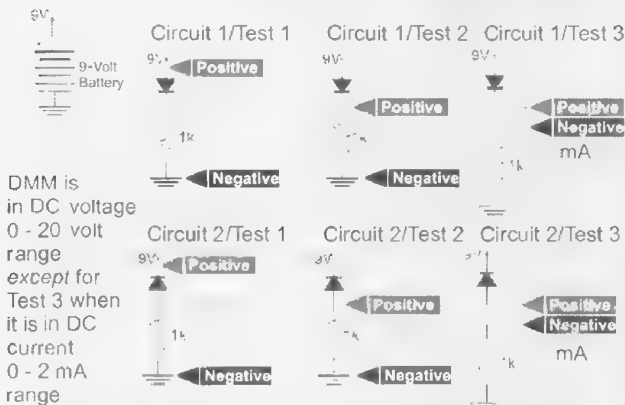 9V
9-Volt
Battery
Circuit 1/Test 1
9V
Positive
1k
Negative
Circuit 1/Test 2
9V
Positive
Negative
Circuit 1/Test 3
9V
Positive
Negative
mA
1k
DMM is
in DC voltage
0 - 20 volt
range
except for
Test 3 when
it is in DC
current
0 - 2 mA
range
Circuit 2/Test 1
9V
Positive
1k
Negative
Circuit 2/Test 2
9V
Positive
Negative
Circuit 2/Test 3
Positive
Negative
mA
1k